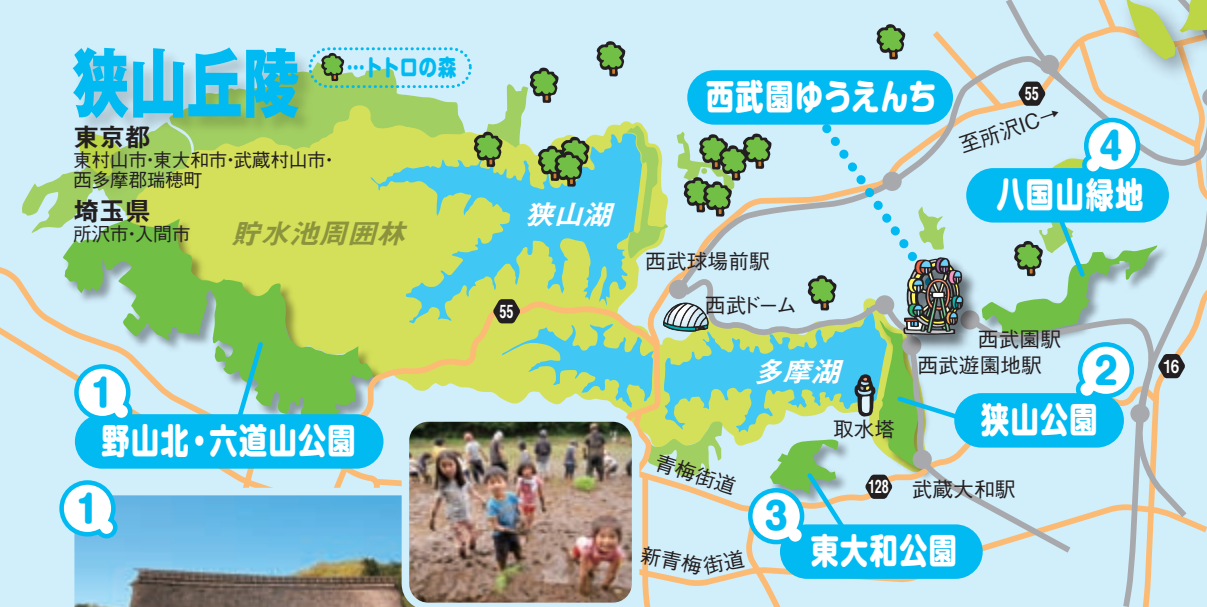 狭山丘陵
…トトロの森
東京都
東村山市・東大和市・武蔵村山市・
西多摩郡瑞穂町
埼玉県
所沢市・入間市
貯水池周囲林
狭山湖
西武園ゆうえんち
55
至所沢IC→
4
八国山緑地
西武球場前駅
西武ドーム
55
西武園駅
西武遊園地駅
多摩湖
取水塔
16
2
狭山公園
1
野山北・六道山公園
青梅街道
128
武蔵大和駅
3
東大和公園
新青梅街道
1